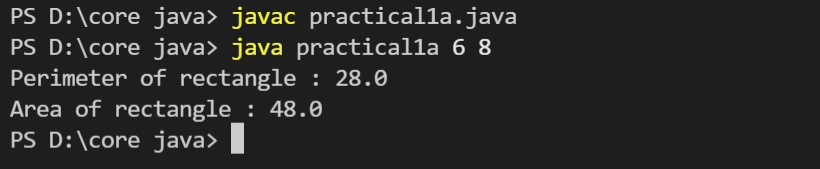 PS D:\core java> javac practical1a.java
PS D:\core java> java practical1a 6 8
Perimeter of rectangle : 28.0
Area of rectangle : 48.0
PS D:\core java>